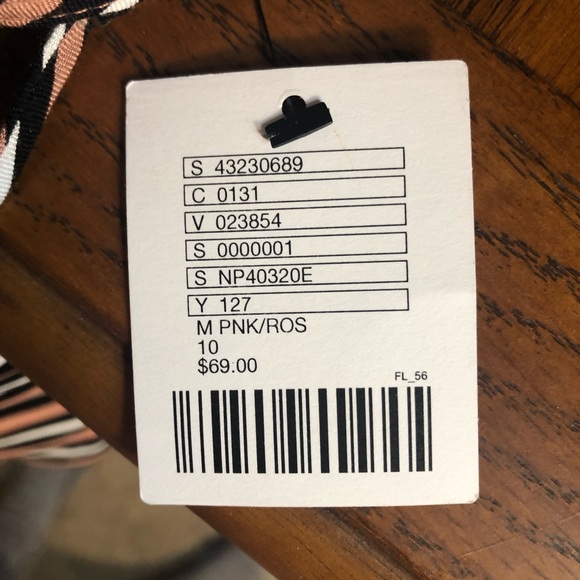 S 43230689
C 0131
V 023854
S 0000001
S NP40320E
Y 127
M PNK/ROS
10
$69.00
FL_56